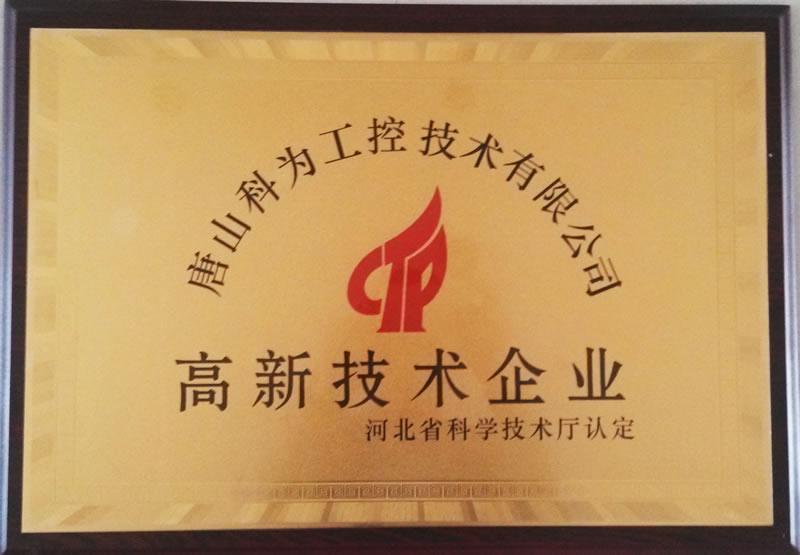 唐山科为工控技术有限公司
CTP
高新技术企业
河北省科学技术厅认定